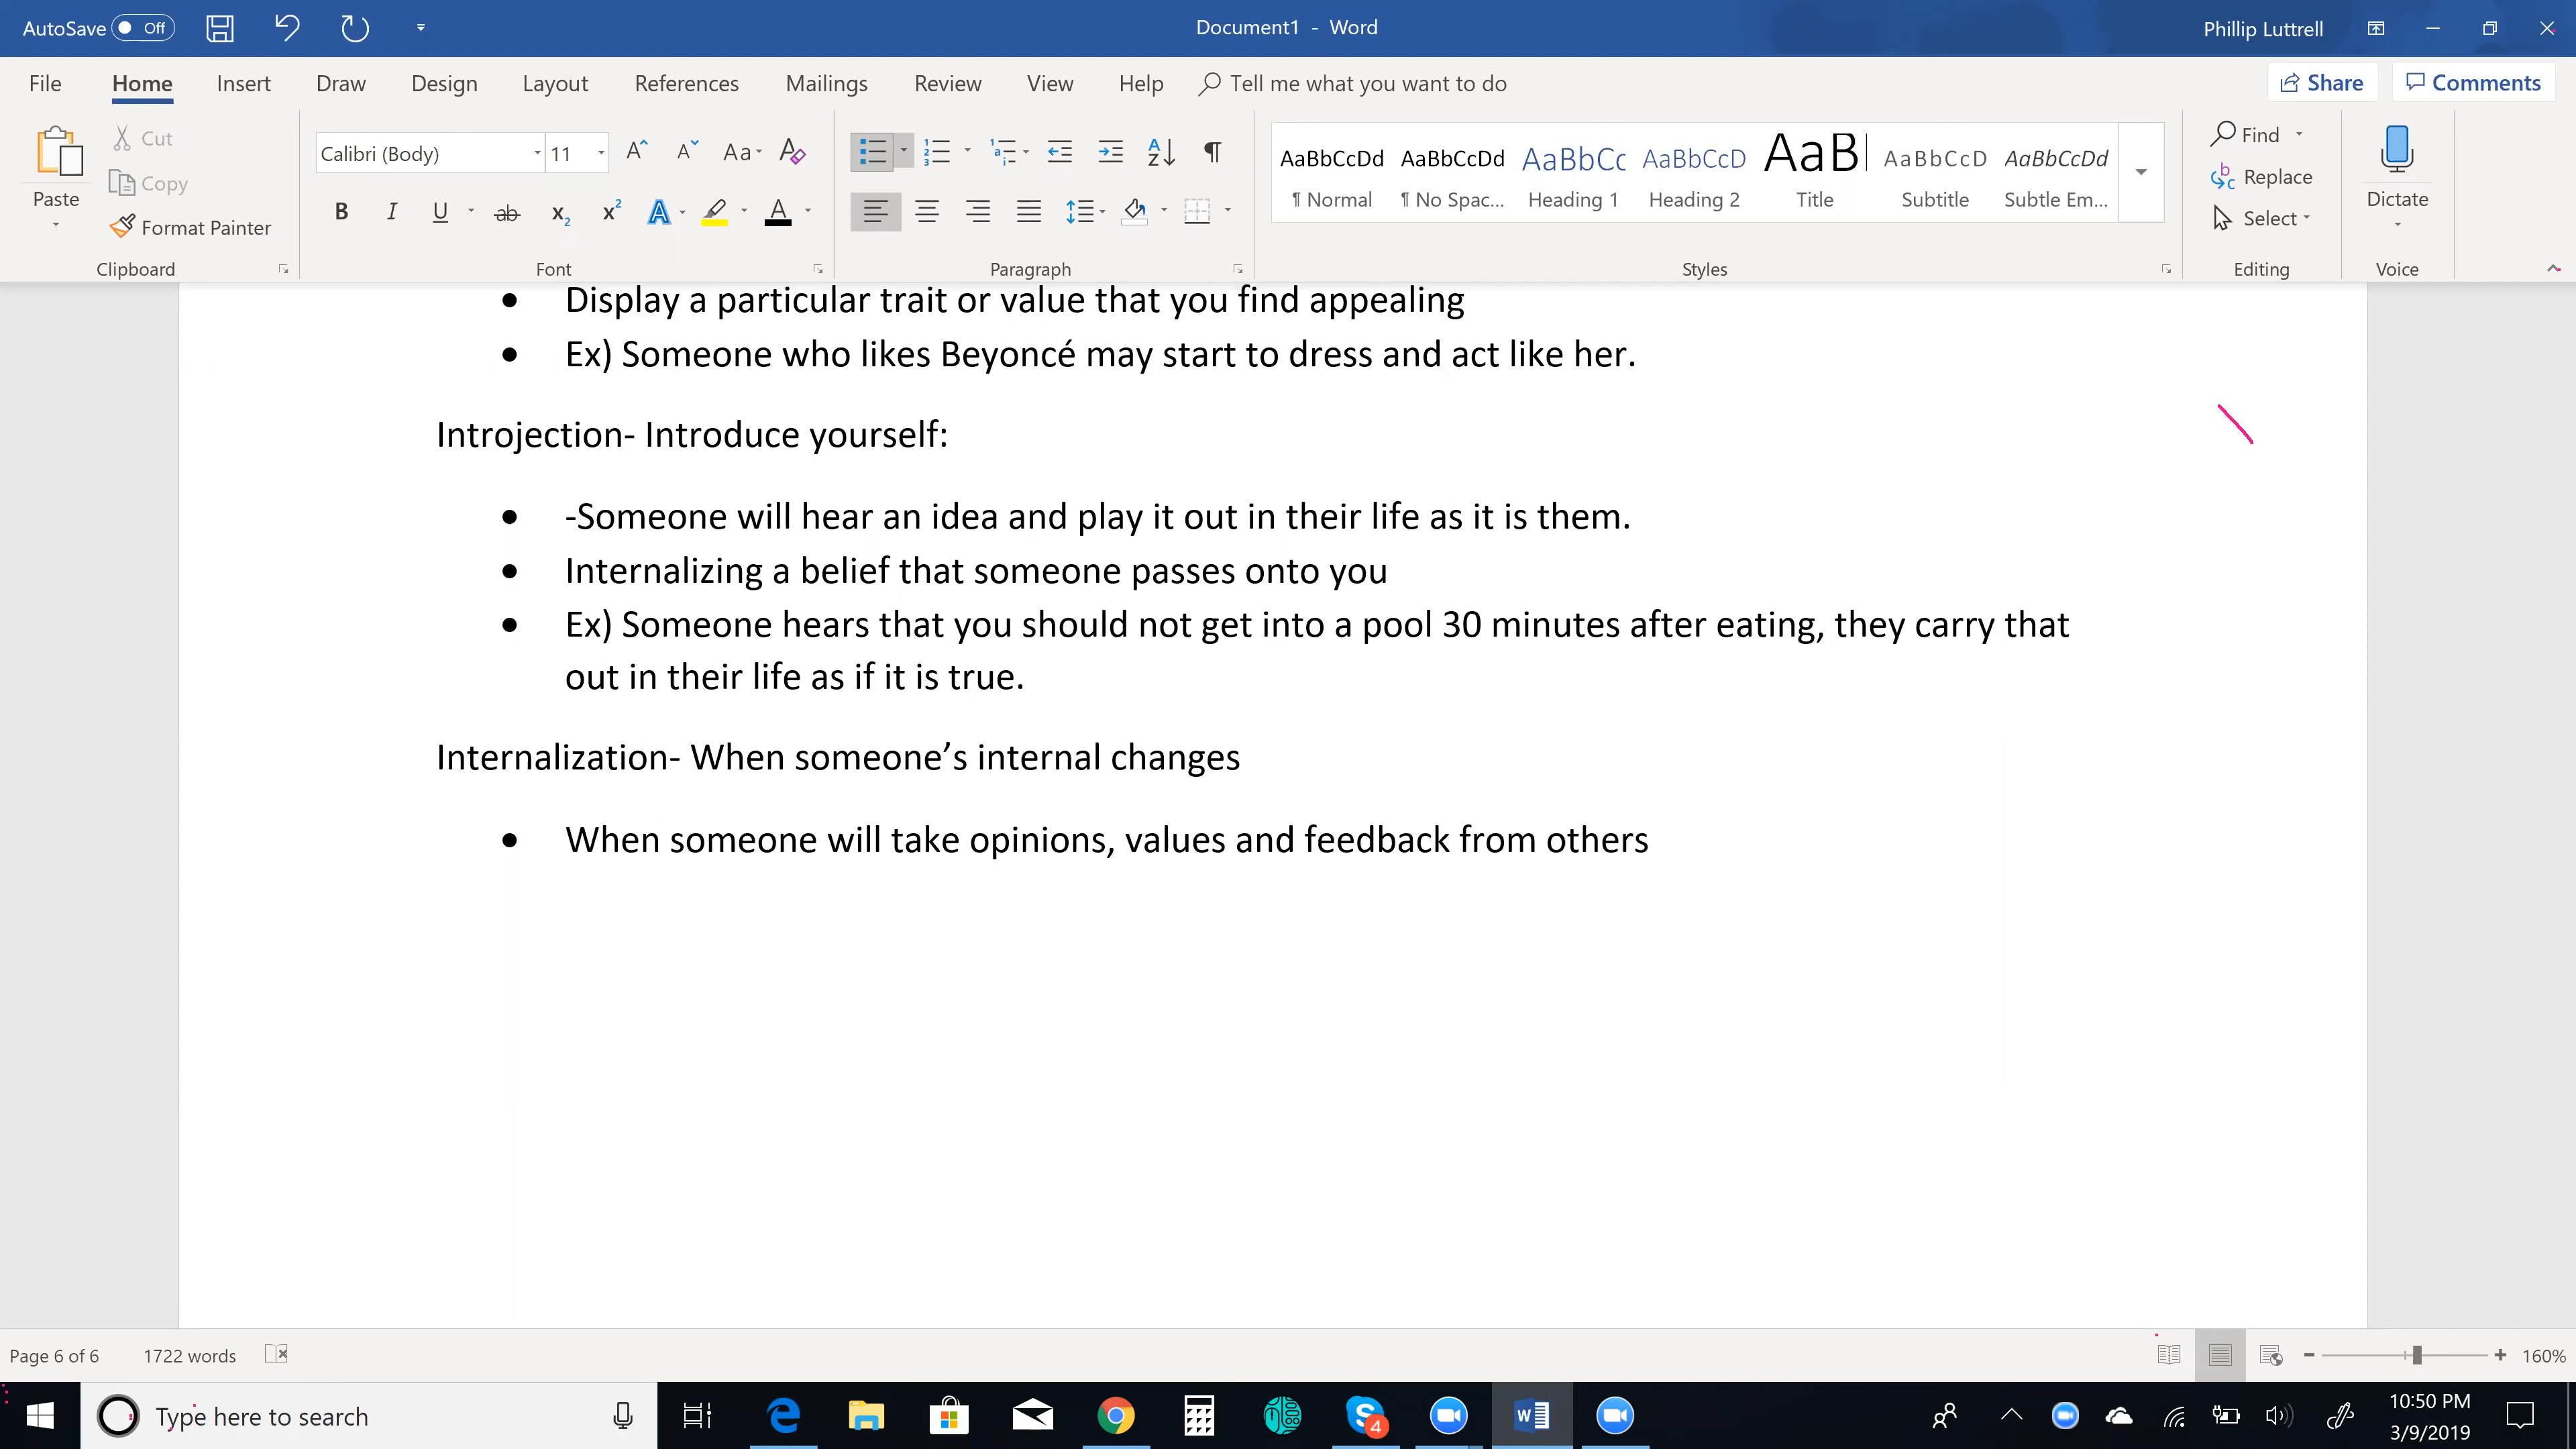 AutoSave Off Document1 - Word Phillip Luttrell
File Home Insert Draw Design Layout References Mailings Review View Help Tell me what you want to do Share Comments
Paste Cut Copy Format Painter Clipboard
Calibri (Body) 11 Font
Paragraph
AaBbCcDd AaBbCcDd AaBbCc AaBbCcD AaB AaBbCcD AaBbCcDd
¶ Normal ¶ No Spac... Heading 1 Heading 2 Title Subtitle Subtle Em...
Styles
Find Replace Select Editing
Dictate Voice
• Display a particular trait or value that you find appealing
• Ex) Someone who likes Beyoncé may start to dress and act like her.
Introjection- Introduce yourself:
• -Someone will hear an idea and play it out in their life as it is them.
• Internalizing a belief that someone passes onto you
• Ex) Someone hears that you should not get into a pool 30 minutes after eating, they carry that
out in their life as if it is true.
Internalization- When someone’s internal changes
• When someone will take opinions, values and feedback from others
Page 6 of 6 1722 words 160%
Type here to search 4 10:50 PM
3/9/2019